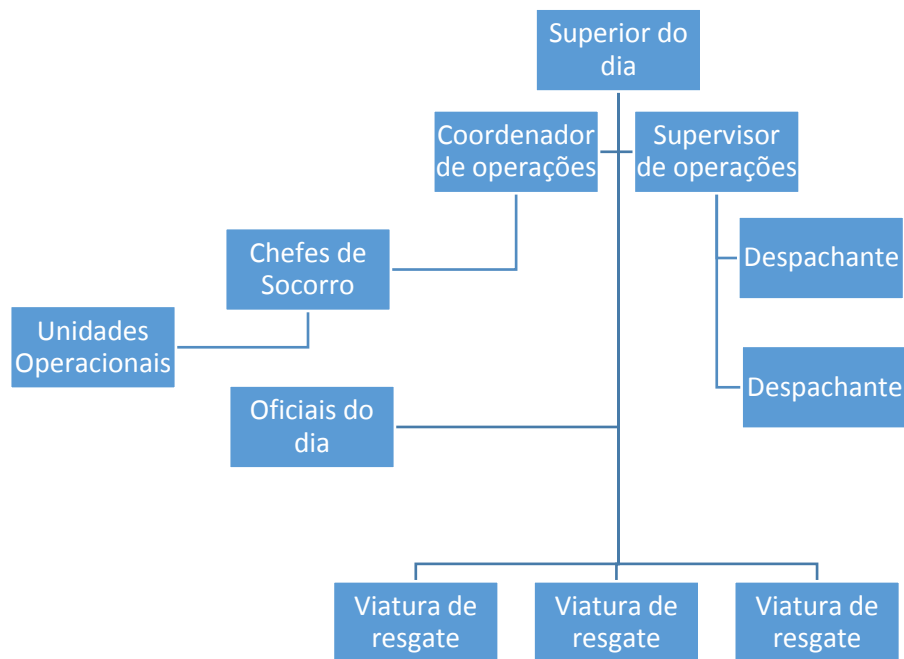 Superior do
dia
Coordenador
de operações
Supervisor
de operações
Chefes de
Socorro
Despachante
Unidades
Operacionais
Despachante
Oficiais do
dia
Viatura de
resgate
Viatura de
resgate
Viatura de
resgate